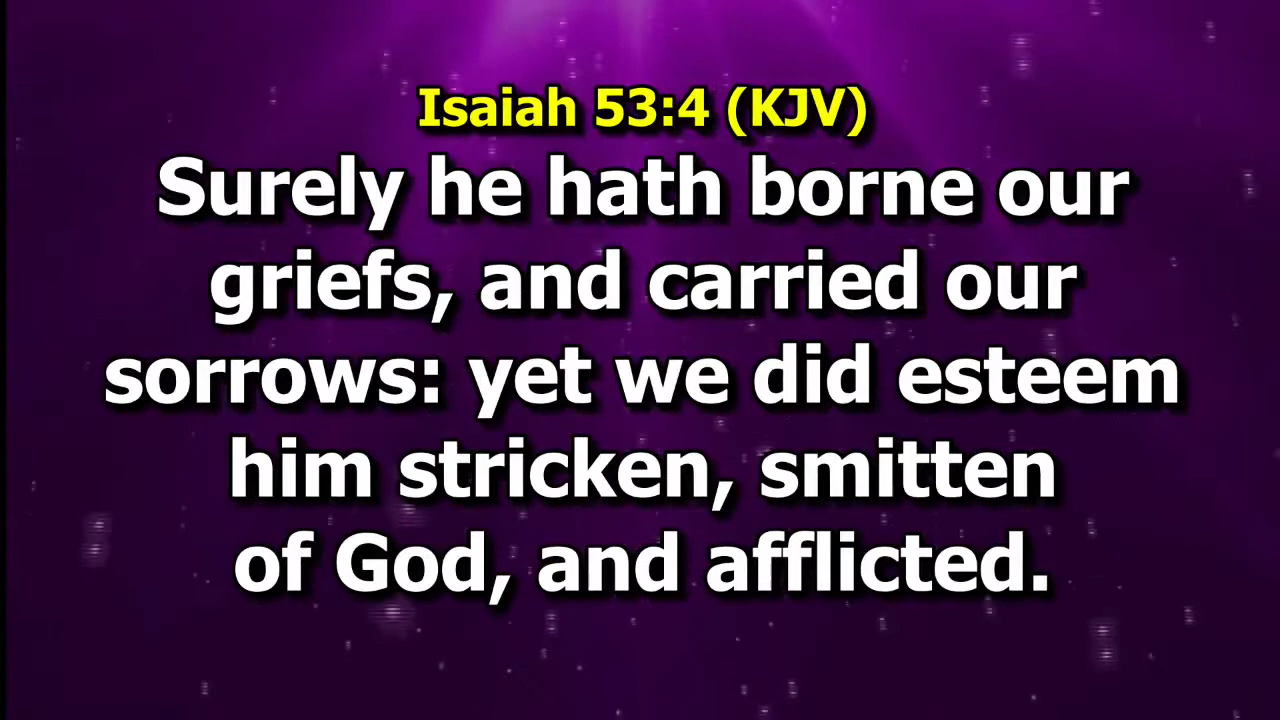 Isaiah 53:4 (KJV)
Surely he hath borne our
griefs, and carried our
sorrows: yet we did esteem
him stricken, smitten
of God, and afflicted.